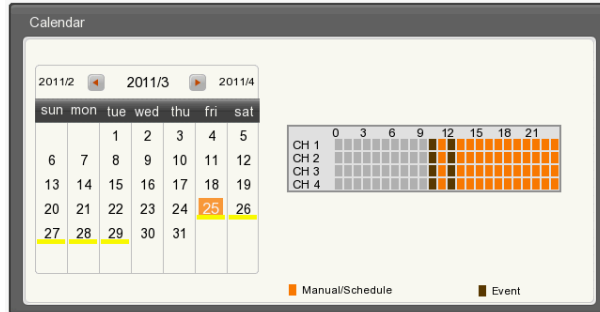 Calendar
2011/2 2011/3 2011/4
sun mon tue wed thu fri sat
1 2 3 4 5
6 7 8 9 10 11 12
13 14 15 16 17 18 19
20 21 22 23 24 25 26
27 28 29 30 31
0 3 6 9 12 15 18 21
CH 1
CH 2
CH 3
CH 4
Manual/Schedule Event